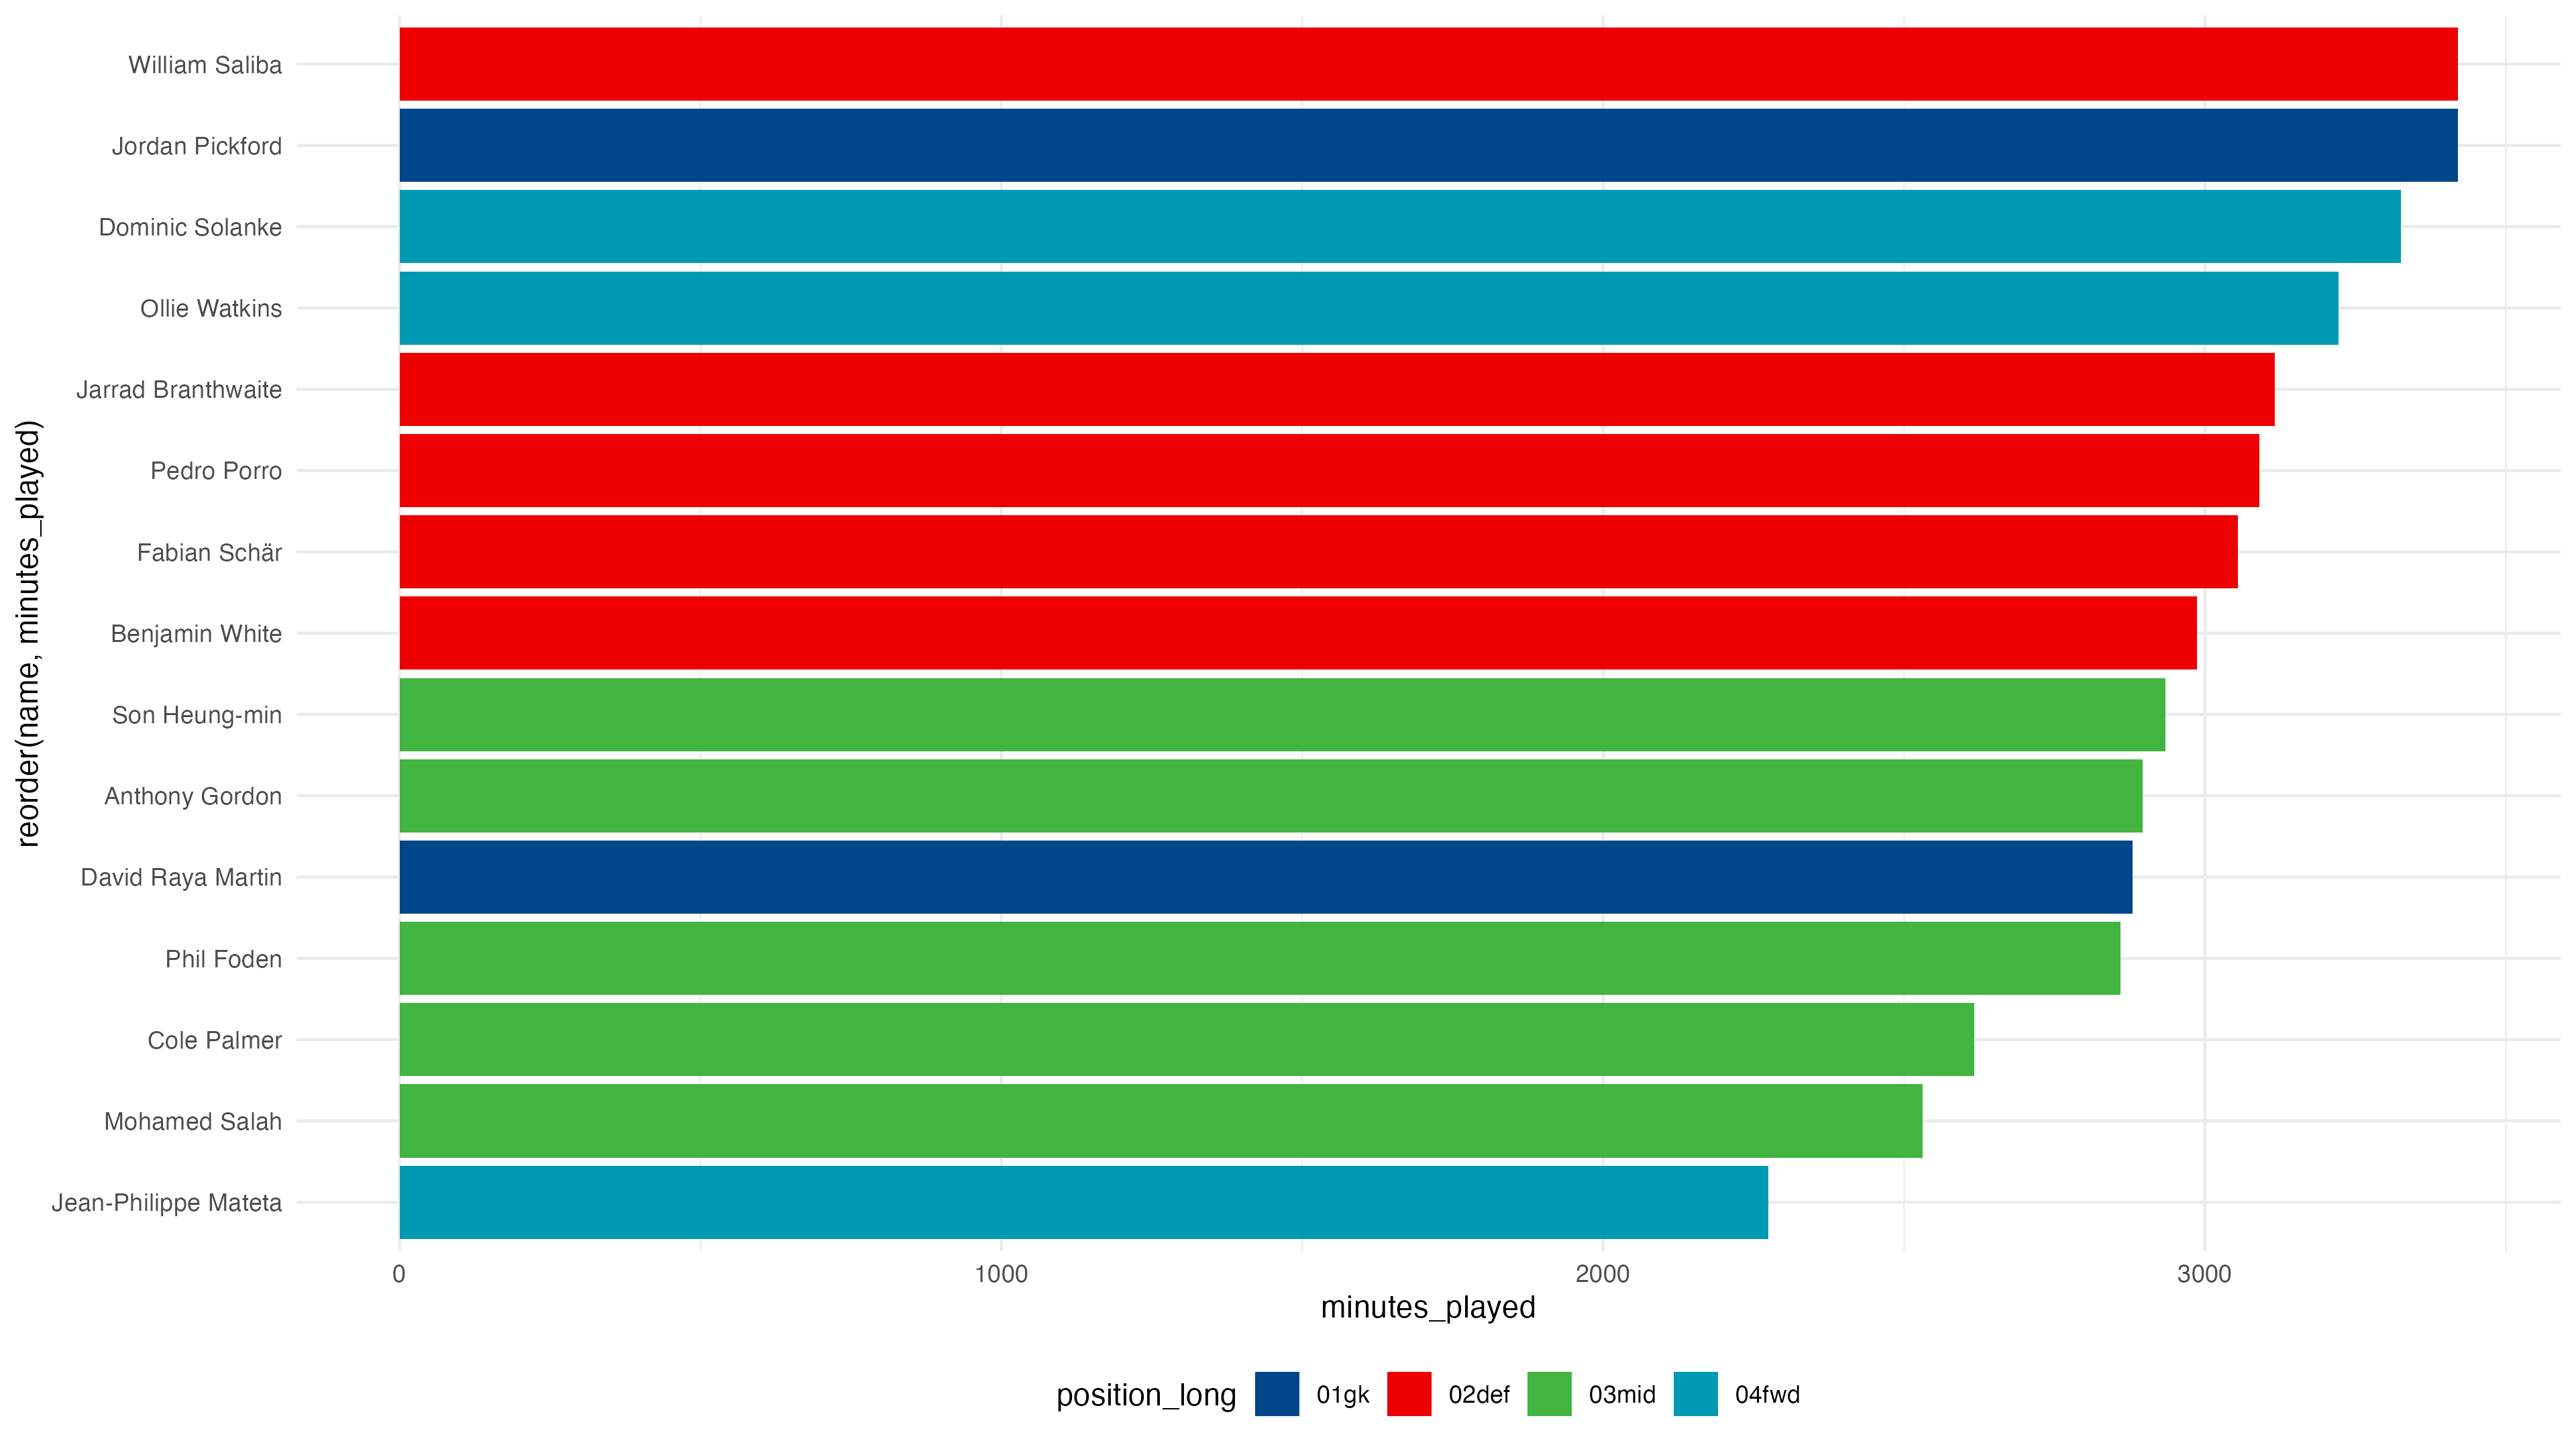 reorder(name, minutes_played)
William Saliba
Jordan Pickford
Dominic Solanke
Ollie Watkins
Jarrad Branthwaite
Pedro Porro
Fabian Schär
Benjamin White
Son Heung-min
Anthony Gordon
David Raya Martin
Phil Foden
Cole Palmer
Mohamed Salah
Jean-Philippe Mateta
0 1000 2000 3000
minutes_played
position_long 01gk 02def 03mid 04fwd